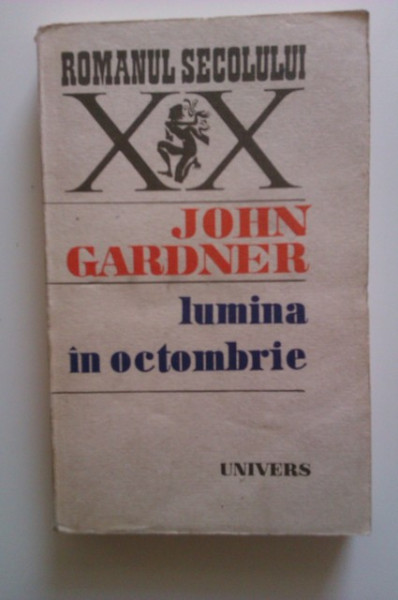 ROMANUL SECOLULUI
XX
JOHN
GARDNER
lumina
în octombrie
UNIVERS